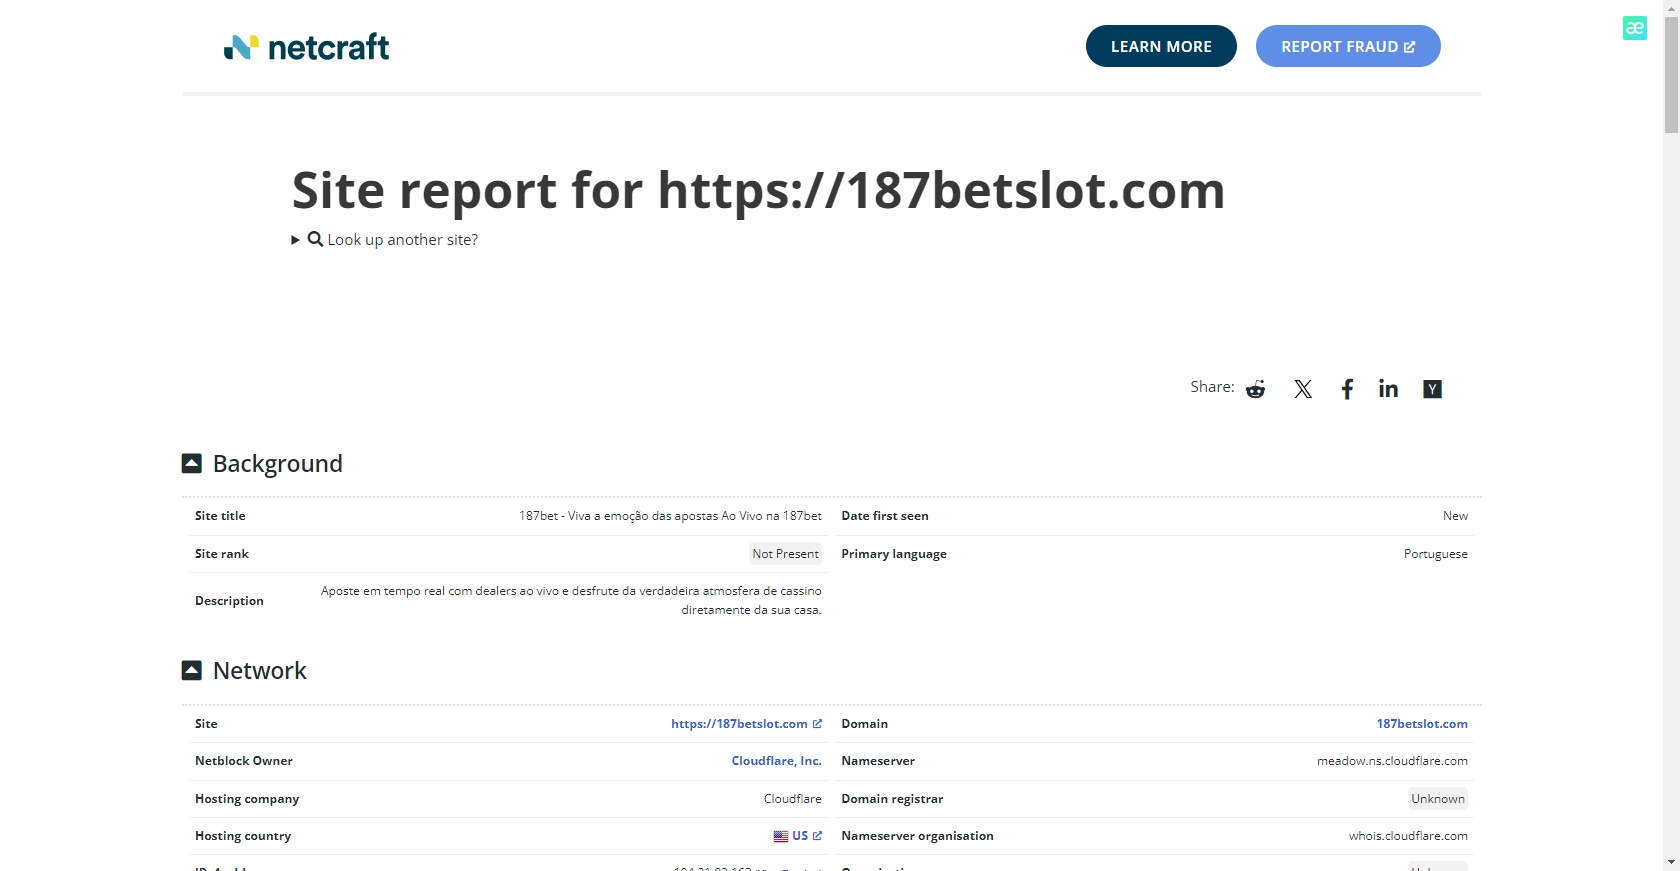 netcraft
LEARN MORE
REPORT FRAUD
æ
Site report for https://187betslot.com
Look up another site?
Share:
Background
Site title 187bet - Viva a emoção das apostas Ao Vivo na 187bet Date first seen New
Site rank Not Present Primary language Portuguese
Description Aposte em tempo real com dealers ao vivo e desfrute da verdadeira atmosfera de cassino
diretamente da sua casa.
Network
Site https://187betslot.com Domain 187betslot.com
Netblock Owner Cloudflare, Inc. Nameserver meadow.ns.cloudflare.com
Hosting company Cloudflare Domain registrar Unknown
Hosting country US Nameserver organisation whois.cloudflare.com